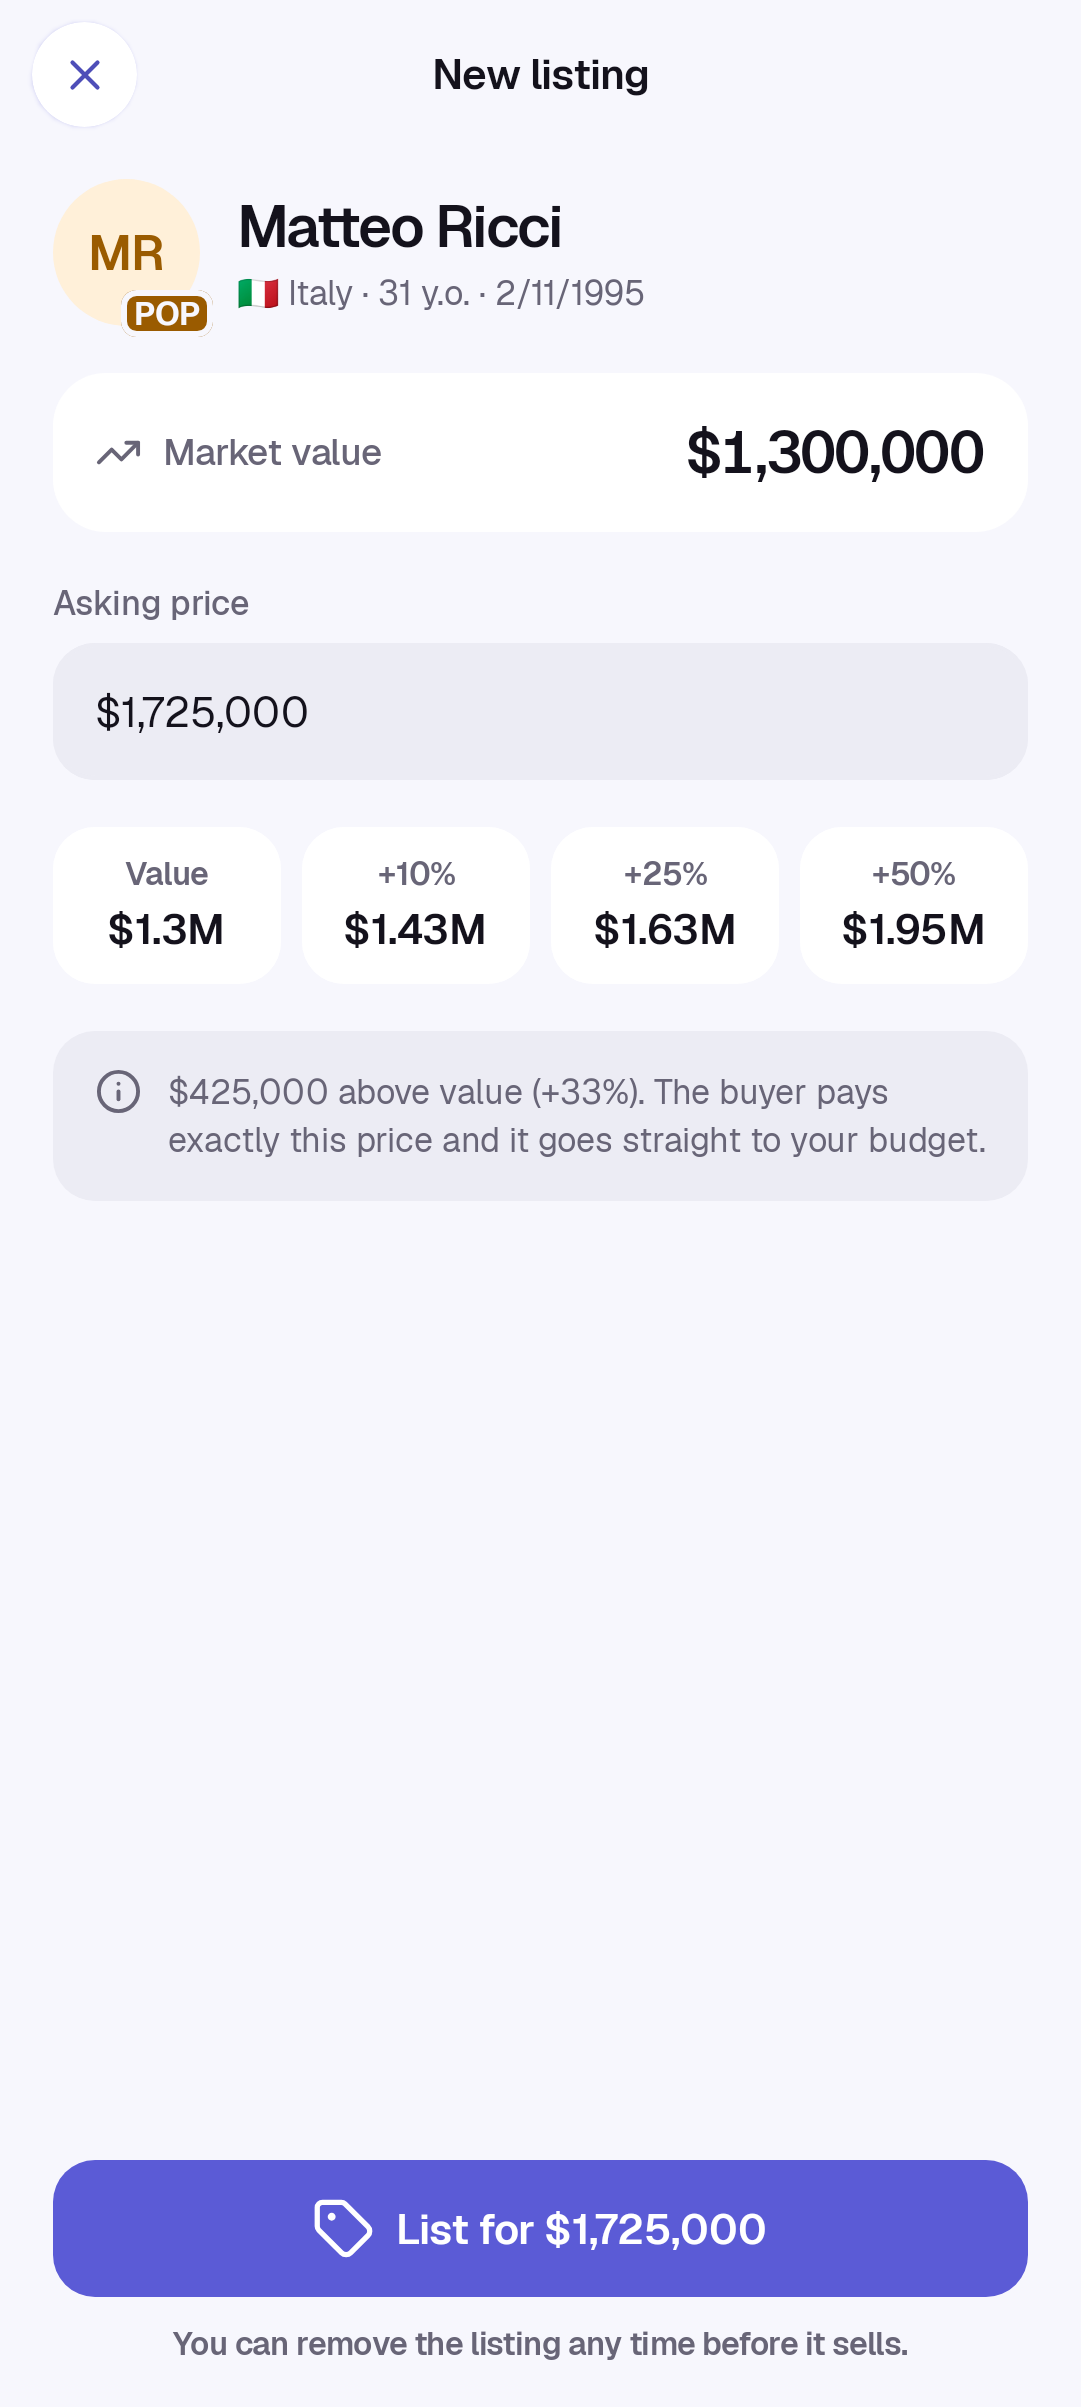 New listing
MR
POP
Matteo Ricci
🇮🇹 Italy · 31 y.o. · 2/11/1995
Market value
$1,300,000
Asking price
$1,725,000
Value
$1.3M
+10%
$1.43M
+25%
$1.63M
+50%
$1.95M
$425,000 above value (+33%). The buyer pays
exactly this price and it goes straight to your budget.
List for $1,725,000
You can remove the listing any time before it sells.